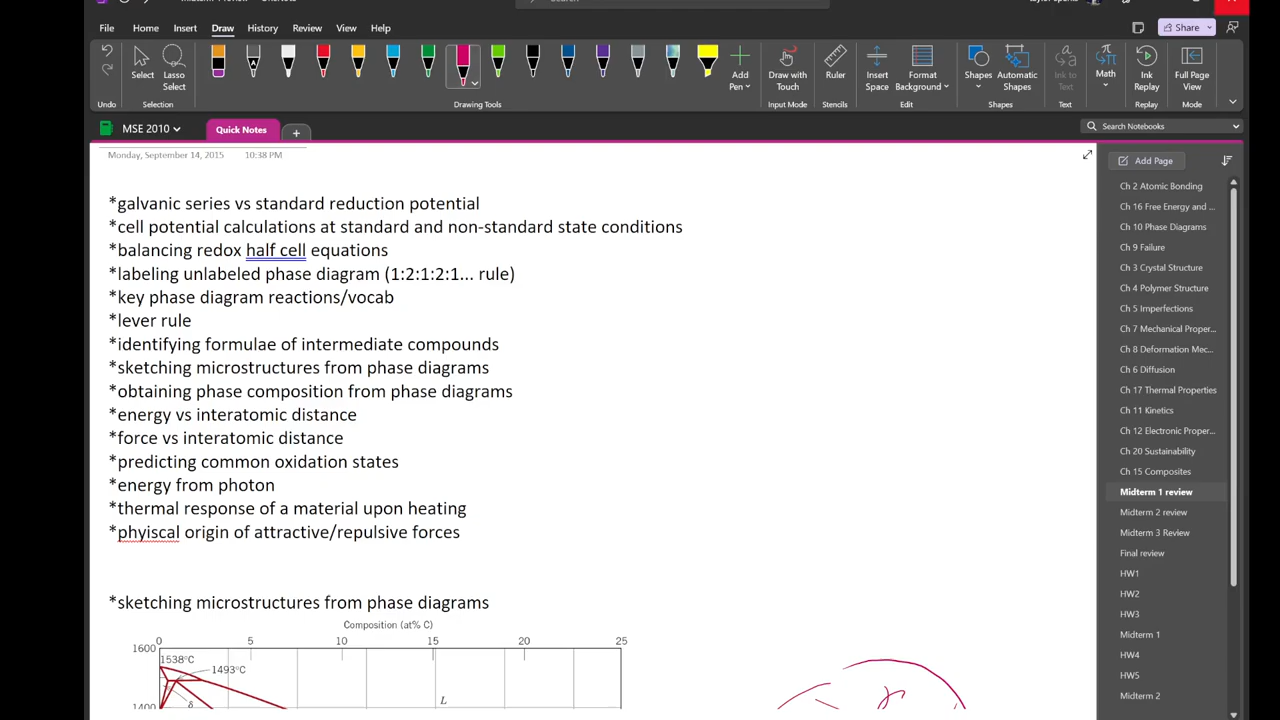 File Home Insert Draw History Review View Help Share
Undo
Select
Lasso Select
Selection
Drawing Tools
Add Pen
Draw with Touch
Input Mode
Ruler
Stencils
Insert Space
Format Background
Edit
Shapes
Automatic Shapes
Shapes
Ink to Text
Text
Math
Ink Replay
Replay
Full Page View
Mode
MSE 2010
Quick Notes
+
Search Notebooks
Monday, September 14, 2015 10:38 PM
*galvanic series vs standard reduction potential
*cell potential calculations at standard and non-standard state conditions
*balancing redox half cell equations
*labeling unlabeled phase diagram (1:2:1:2:1... rule)
*key phase diagram reactions/vocab
*lever rule
*identifying formulae of intermediate compounds
*sketching microstructures from phase diagrams
*obtaining phase composition from phase diagrams
*energy vs interatomic distance
*force vs interatomic distance
*predicting common oxidation states
*energy from photon
*thermal response of a material upon heating
*phyiscal origin of attractive/repulsive forces
*sketching microstructures from phase diagrams
Composition (at% C)
0 5 10 15 20 25
1600
1538°C
1493°C
δ
L
1400
γ
Add Page
Ch 2 Atomic Bonding
Ch 16 Free Energy and ...
Ch 10 Phase Diagrams
Ch 9 Failure
Ch 3 Crystal Structure
Ch 4 Polymer Structure
Ch 5 Imperfections
Ch 7 Mechanical Proper...
Ch 8 Deformation Mec...
Ch 6 Diffusion
Ch 17 Thermal Properties
Ch 11 Kinetics
Ch 12 Electronic Proper...
Ch 20 Sustainability
Ch 15 Composites
Midterm 1 review
Midterm 2 review
Midterm 3 Review
Final review
HW1
HW2
HW3
Midterm 1
HW4
HW5
Midterm 2